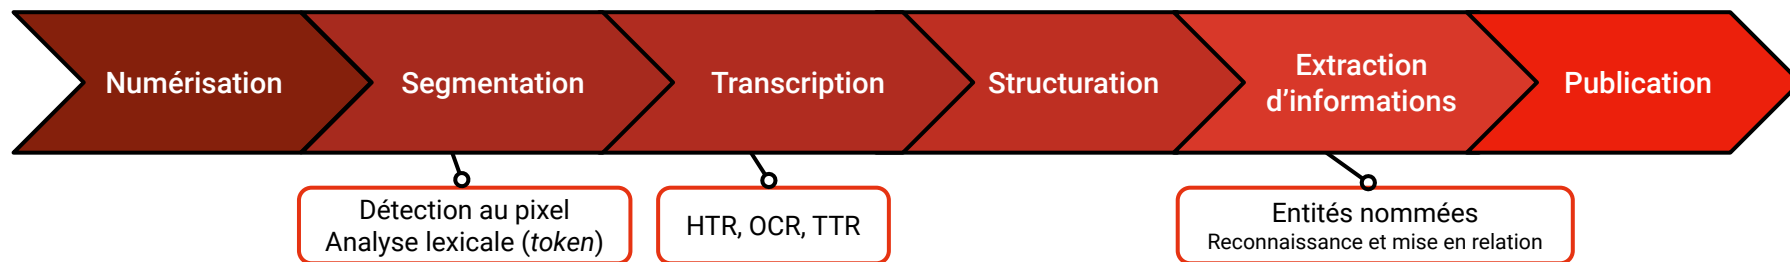 Numérisation
Segmentation
Transcription
Structuration
Extraction
d'informations
Publication
Détection au pixel
Analyse lexicale (token)
HTR, OCR, TTR
Entités nommées
Reconnaissance et mise en relation